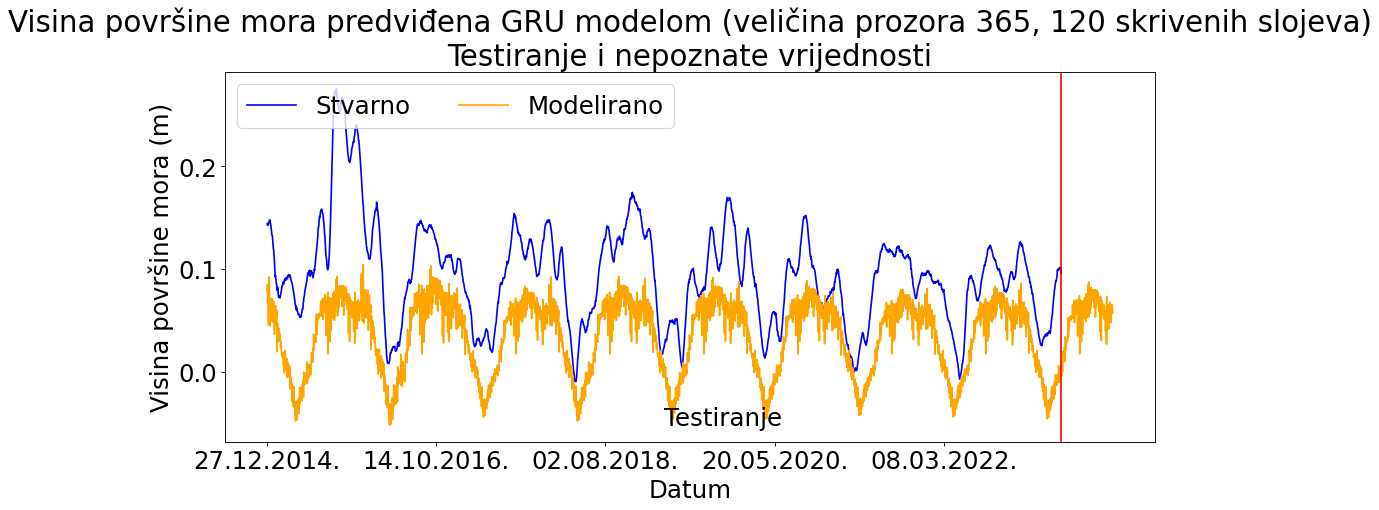 Visina površine mora predviđena GRU modelom (veličina prozora 365, 120 skrivenih slojeva)
Testiranje i nepoznate vrijednosti
Stvarno
Modelirano
Visina površine mora (m)
0.2
0.1
0.0
Testiranje
27.12.2014.
14.10.2016.
02.08.2018.
20.05.2020.
08.03.2022.
Datum